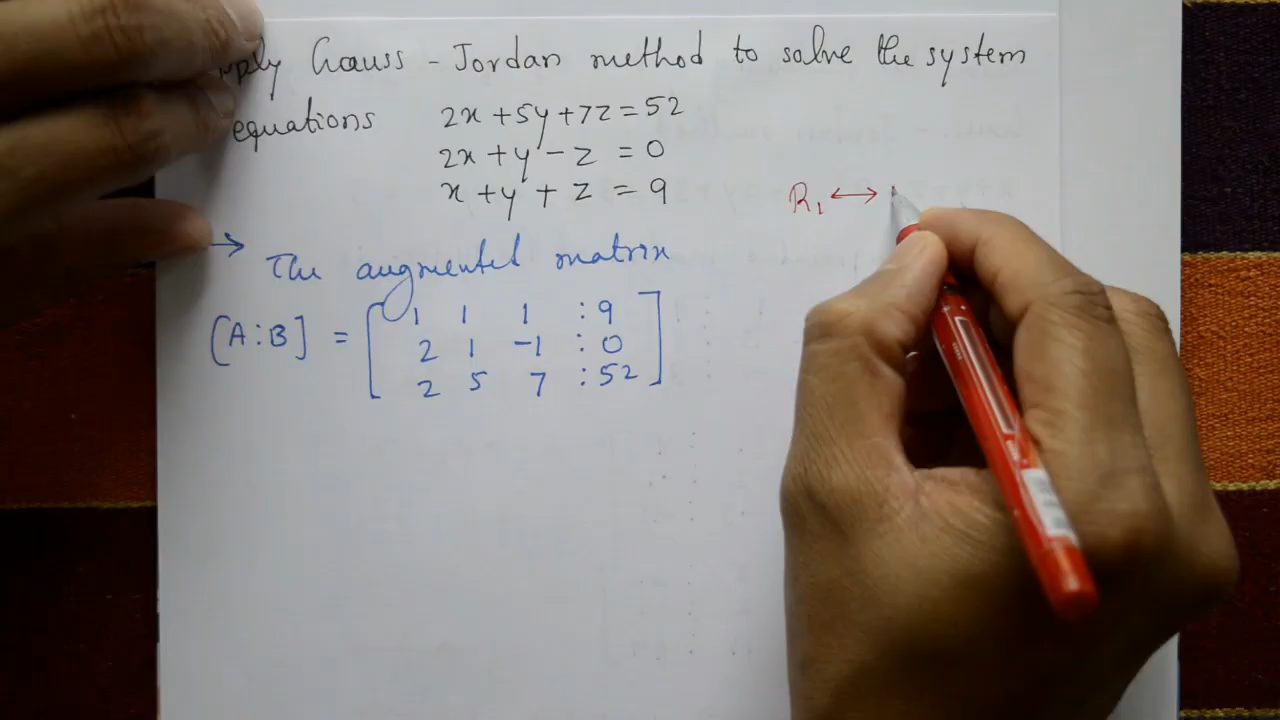 Gauss - Jordan method to solve the system
equations 2x + 5y + 7z = 52
2x + y - z = 0
x + y + z = 9
R₁ ↔
→ The augmented matrix
[A:B] = [ 1 1 1 : 9
2 1 -1 : 0
2 5 7 : 52 ]